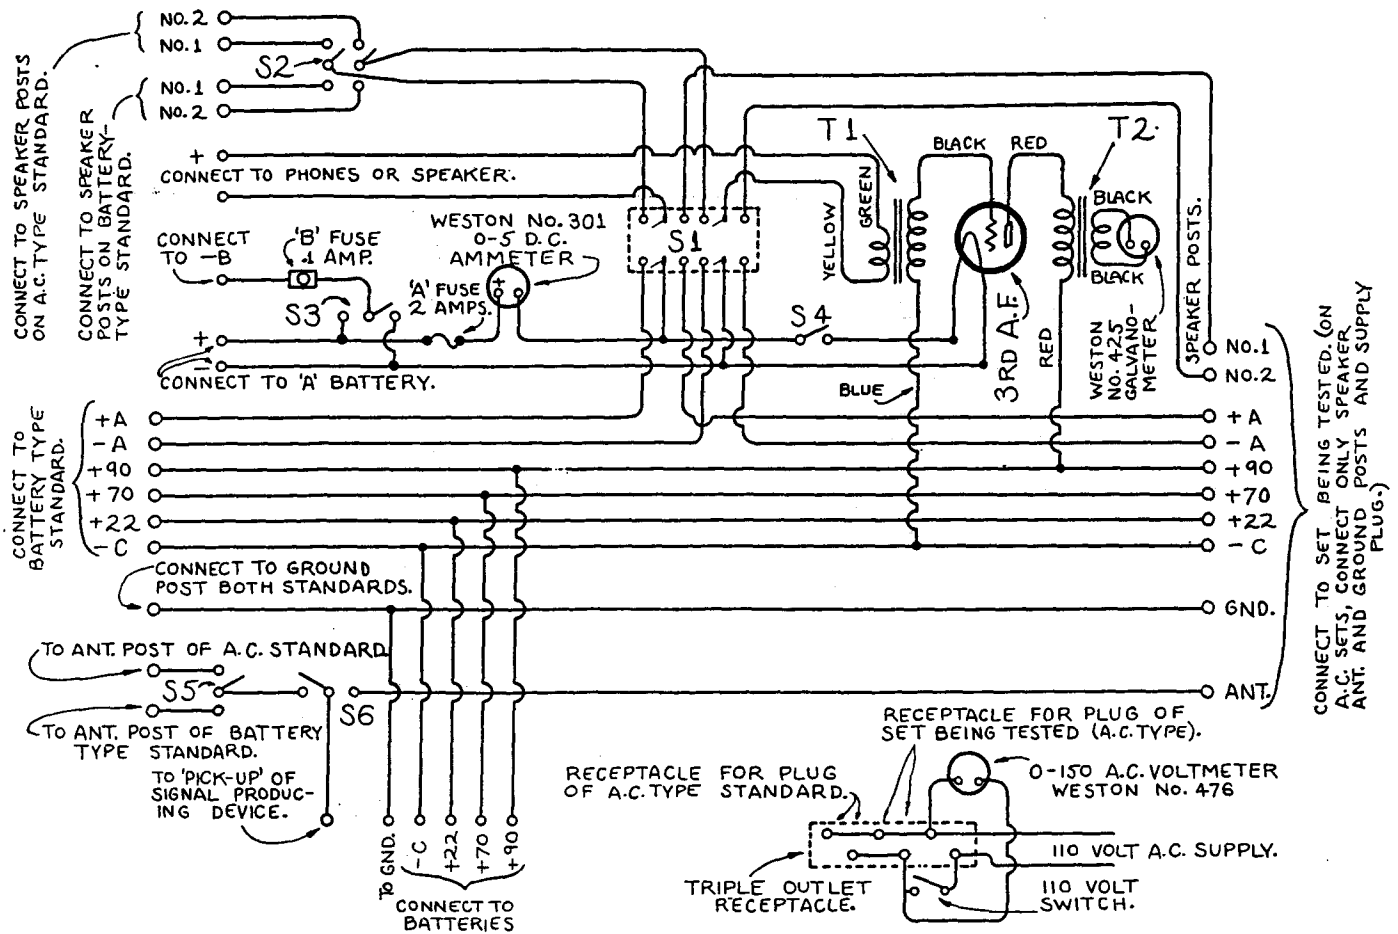 CONNECT TO SPEAKER POSTS
ON A.C. TYPE STANDARD.
CONNECT TO SPEAKER
POSTS ON BATTERY-
TYPE STANDARD.
NO.2
NO.1
S2
NO.1
NO.2
+
CONNECT TO PHONES OR SPEAKER.
CONNECT
TO -B
'B' FUSE
.1 AMP.
WESTON NO. 301
0-5 D.C.
AMMETER
+
'A' FUSE
2 AMPS.
S3
+
-
CONNECT TO 'A' BATTERY.
S1
S4
T1
GREEN
YELLOW
BLACK
RED
T2.
BLACK
BLACK
3RD A.F.
RED
BLUE
WESTON
NO. 425
GALVANO-
METER
SPEAKER POSTS.
NO.1
NO.2
CONNECT TO
BATTERY TYPE
STANDARD.
+A
-A
+90
+70
+22
-C
+A
-A
+90
+70
+22
-C
GND.
ANT.
CONNECT TO SET BEING TESTED. (ON
A.C. SETS, CONNECT ONLY SPEAKER
ANT. AND GROUND POSTS AND SUPPLY
PLUG.)
CONNECT TO GROUND
POST BOTH STANDARDS.
TO ANT. POST OF A.C. STANDARD
S5
S6
TO ANT. POST OF BATTERY
TYPE STANDARD.
TO 'PICK-UP' OF
SIGNAL PRODUC-
ING DEVICE.
TO GND.
-C
+22
+70
+90
CONNECT TO
BATTERIES
RECEPTACLE FOR PLUG OF
SET BEING TESTED (A.C. TYPE).
RECEPTACLE FOR PLUG
OF A.C. TYPE STANDARD.
0-150 A.C. VOLTMETER
WESTON NO. 476
110 VOLT A.C. SUPPLY.
TRIPLE OUTLET
RECEPTACLE.
110 VOLT
SWITCH.